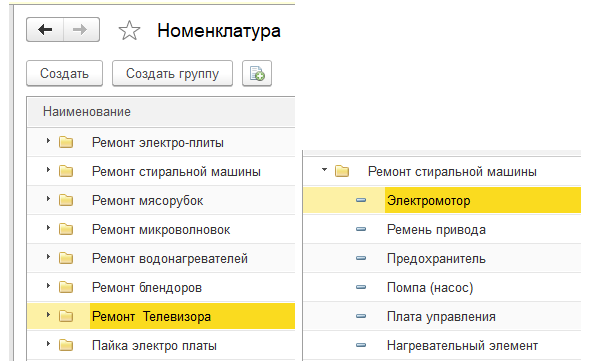 Номенклатура
Создать Создать группу
Наименование
Ремонт электро-плиты
Ремонт стиральной машины
Ремонт мясорубок
Ремонт микроволновок
Ремонт водонагревателей
Ремонт блендоров
Ремонт  Телевизора
Пайка электро платы
Ремонт стиральной машины
Электромотор
Ремень привода
Предохранитель
Помпа (насос)
Плата управления
Нагревательный элемент